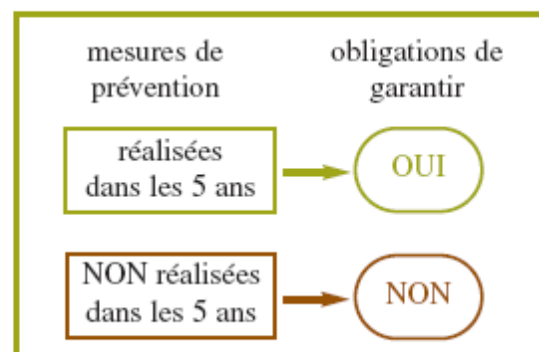 mesures de
prévention
obligations de
garantir
réalisées
dans les 5 ans
OUI
NON réalisées
dans les 5 ans
NON